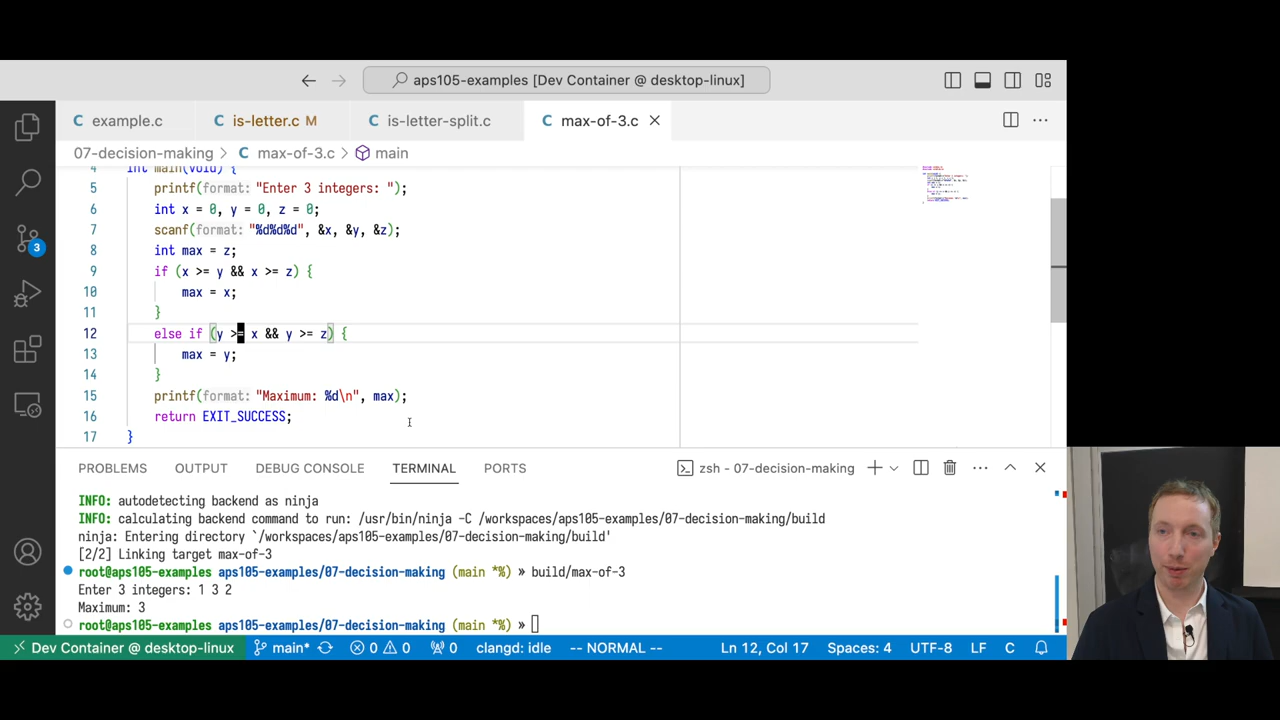 aps105-examples [Dev Container @ desktop-linux]
C example.c C is-letter.c M C is-letter-split.c C max-of-3.c
07-decision-making > C max-of-3.c > main
4 int main(void) {
5 printf(format: "Enter 3 integers: ");
6 int x = 0, y = 0, z = 0;
7 scanf(format: "%d%d%d", &x, &y, &z);
8 int max = z;
9 if (x >= y && x >= z) {
10 max = x;
11 }
12 else if (y >= x && y >= z) {
13 max = y;
14 }
15 printf(format: "Maximum: %d\n", max);
16 return EXIT_SUCCESS;
17 }
3
PROBLEMS OUTPUT DEBUG CONSOLE TERMINAL PORTS zsh - 07-decision-making
INFO: autodetecting backend as ninja
INFO: calculating backend command to run: /usr/bin/ninja -C /workspaces/aps105-examples/07-decision-making/build
ninja: Entering directory `/workspaces/aps105-examples/07-decision-making/build'
[2/2] Linking target max-of-3
root@aps105-examples aps105-examples/07-decision-making (main *%) » build/max-of-3
Enter 3 integers: 1 3 2
Maximum: 3
root@aps105-examples aps105-examples/07-decision-making (main *%) »
Dev Container @ desktop-linux main* 0 0 0 clangd: idle -- NORMAL -- Ln 12, Col 17 Spaces: 4 UTF-8 LF C